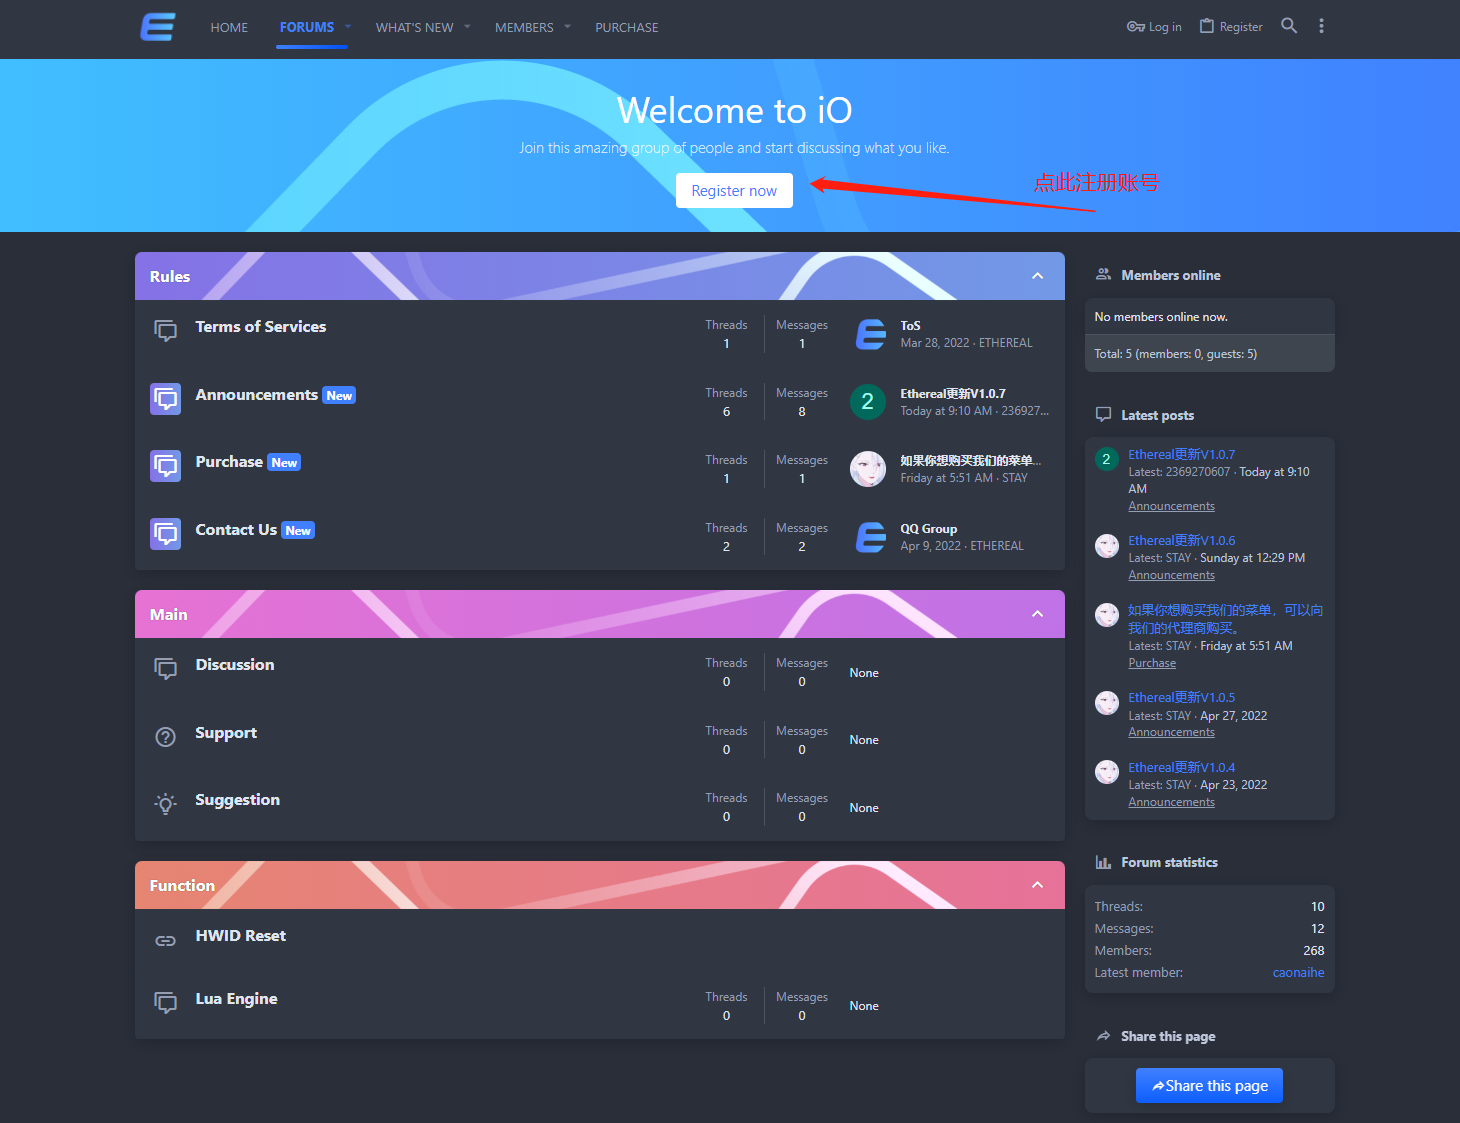 HOME
FORUMS
WHAT'S NEW
MEMBERS
PURCHASE
Log in
Register
Welcome to iO
Join this amazing group of people and start discussing what you like.
Register now
点此注册账号
Rules
Terms of Services
Threads
1
Messages
1
ToS
Mar 28, 2022 · ETHEREAL
Announcements New
Threads
6
Messages
8
2
Ethereal更新V1.0.7
Today at 9:10 AM · 236927...
Purchase New
Threads
1
Messages
1
如果你想购买我们的菜单...
Friday at 5:51 AM · STAY
Contact Us New
Threads
2
Messages
2
QQ Group
Apr 9, 2022 · ETHEREAL
Main
Discussion
Threads
0
Messages
0
None
Support
Threads
0
Messages
0
None
Suggestion
Threads
0
Messages
0
None
Function
HWID Reset
Lua Engine
Threads
0
Messages
0
None
Members online
No members online now.
Total: 5 (members: 0, guests: 5)
Latest posts
2
Ethereal更新V1.0.7
Latest: 2369270607 · Today at 9:10
AM
Announcements
Ethereal更新V1.0.6
Latest: STAY · Sunday at 12:29 PM
Announcements
如果你想购买我们的菜单，可以向
我们的代理商购买。
Latest: STAY · Friday at 5:51 AM
Purchase
Ethereal更新V1.0.5
Latest: STAY · Apr 27, 2022
Announcements
Ethereal更新V1.0.4
Latest: STAY · Apr 23, 2022
Announcements
Forum statistics
Threads: 10
Messages: 12
Members: 268
Latest member: caonaihe
Share this page
Share this page